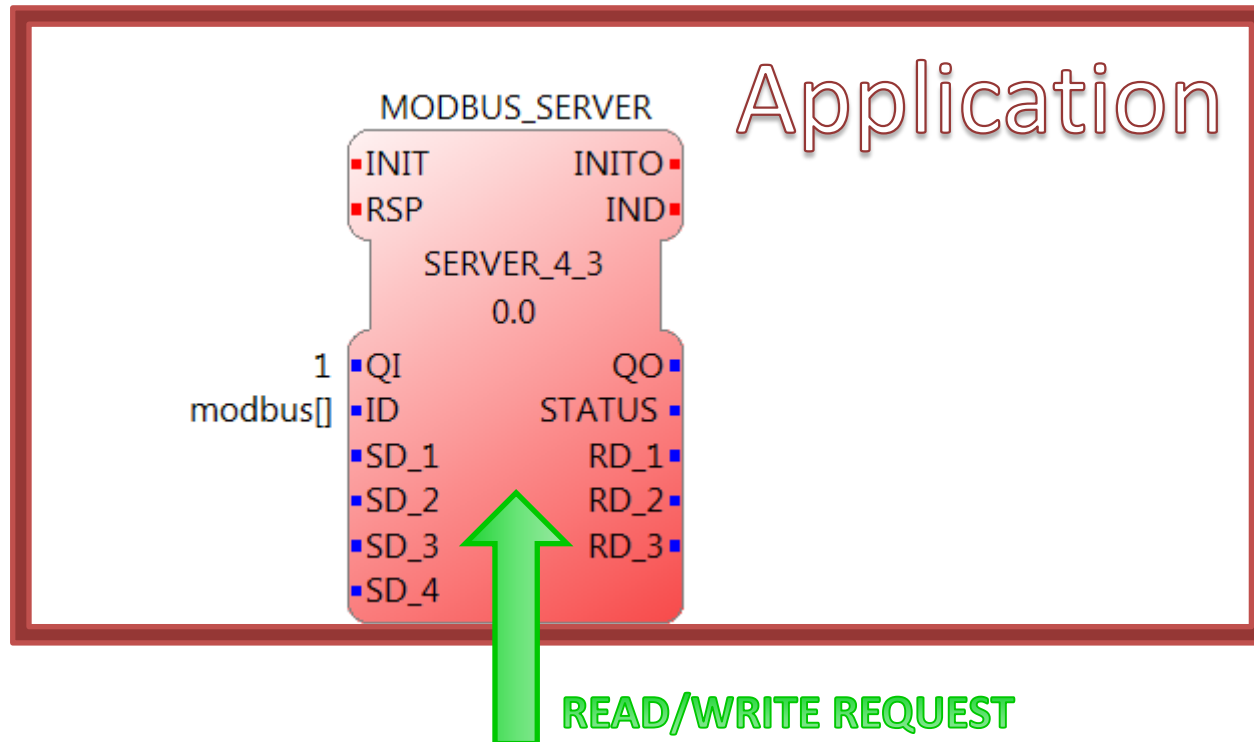 Application
MODBUS_SERVER
INIT INITO
RSP IND
SERVER_4_3
0.0
1 QI QO
modbus[] ID STATUS
SD_1 RD_1
SD_2 RD_2
SD_3 RD_3
SD_4
READ/WRITE REQUEST